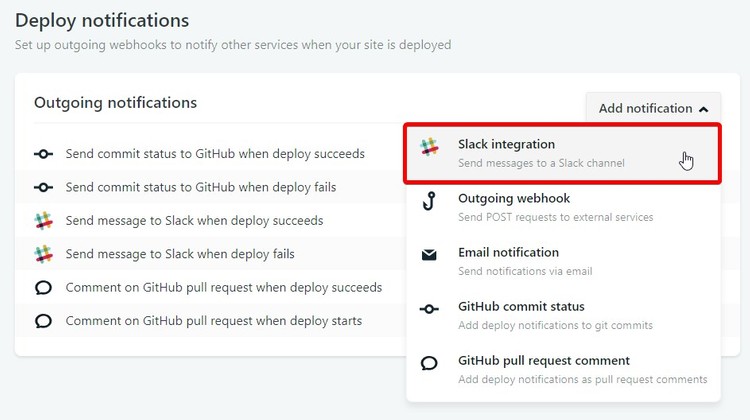 Deploy notifications
Set up outgoing webhooks to notify other services when your site is deployed
Outgoing notifications
Add notification
Send commit status to GitHub when deploy succeeds
Send commit status to GitHub when deploy fails
Send message to Slack when deploy succeeds
Send message to Slack when deploy fails
Comment on GitHub pull request when deploy succeeds
Comment on GitHub pull request when deploy starts
Slack integration
Send messages to a Slack channel
Outgoing webhook
Send POST requests to external services
Email notification
Send notifications via email
GitHub commit status
Add deploy notifications to git commits
GitHub pull request comment
Add deploy notifications as pull request comments